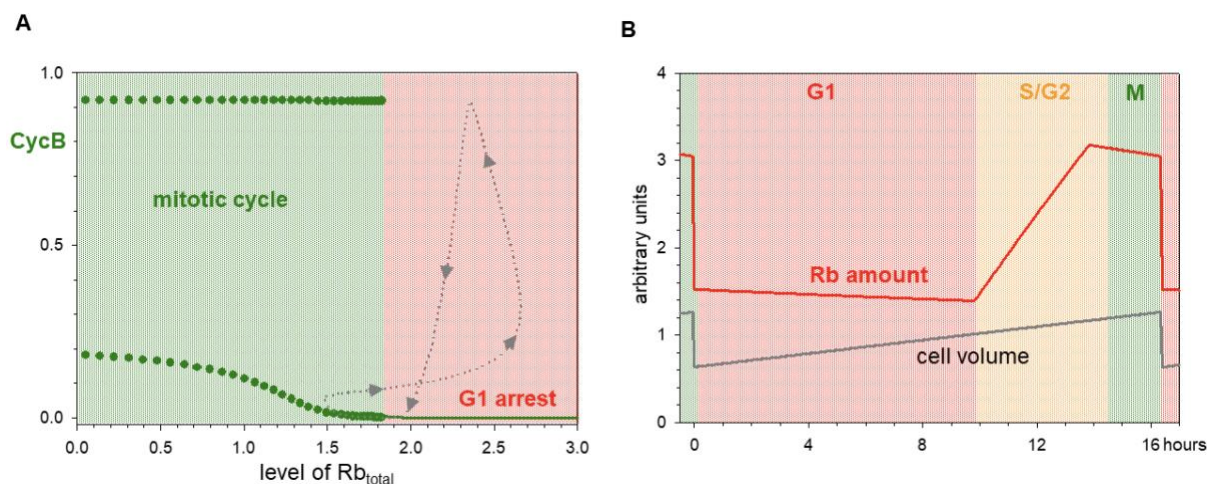 A
1.0
CycB
0.5
0.0
mitotic cycle
G1 arrest
0.0 0.5 1.0 1.5 2.0 2.5 3.0
level of Rbtotal
B
4
3
2
1
0
arbitrary units
G1 S/G2 M
Rb amount
cell volume
0 4 8 12 16 hours